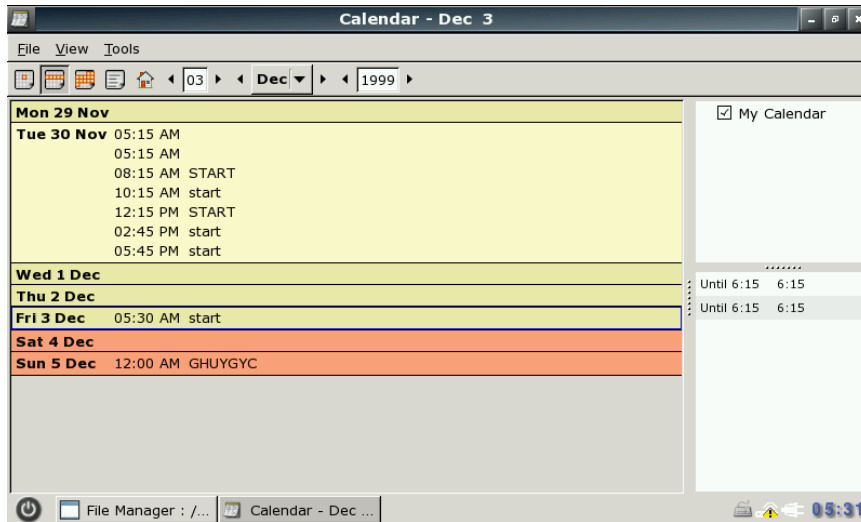 Calendar - Dec 3
File View Tools
03 Dec 1999
Mon 29 Nov
Tue 30 Nov 05:15 AM
05:15 AM
08:15 AM START
10:15 AM start
12:15 PM START
02:45 PM start
05:45 PM start
Wed 1 Dec
Thu 2 Dec
Fri 3 Dec 05:30 AM start
Sat 4 Dec
Sun 5 Dec 12:00 AM GHUYGYC
My Calendar
Until 6:15 6:15
Until 6:15 6:15
File Manager : /... Calendar - Dec ... 05:31